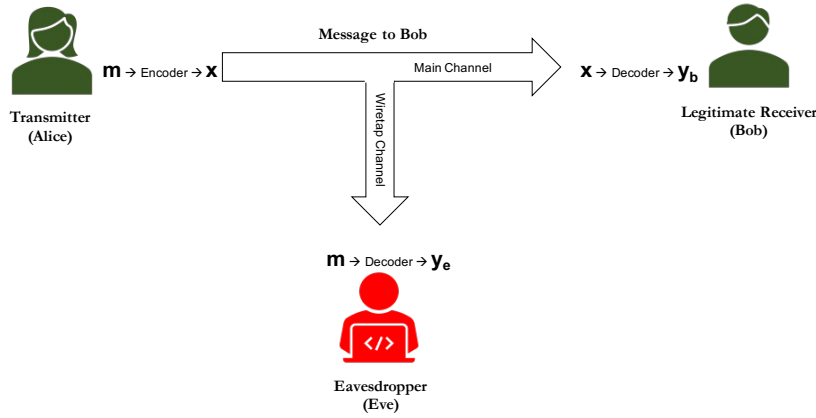 Message to Bob
m → Encoder → x
Main Channel
x → Decoder → y_b
Transmitter
(Alice)
Legitimate Receiver
(Bob)
Wiretap Channel
m → Decoder → y_e
</>
Eavesdropper
(Eve)